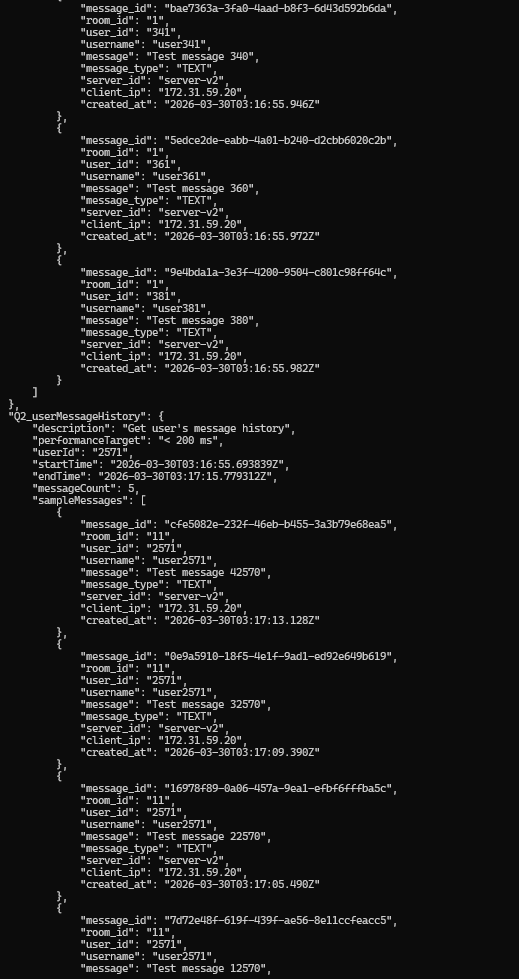 "message_id": "bae7363a-3fa0-4aad-b8f3-6d43d592b6da",
"room_id": "1",
"user_id": "341",
"username": "user341",
"message": "Test message 340",
"message_type": "TEXT",
"server_id": "server-v2",
"client_ip": "172.31.59.20",
"created_at": "2026-03-30T03:16:55.946Z"
},
{
"message_id": "5edce2de-eabb-4a01-b240-d2cbb6020c2b",
"room_id": "1",
"user_id": "361",
"username": "user361",
"message": "Test message 360",
"message_type": "TEXT",
"server_id": "server-v2",
"client_ip": "172.31.59.20",
"created_at": "2026-03-30T03:16:55.972Z"
},
{
"message_id": "9e4bda1a-3e3f-4200-9504-c801c98ff64c",
"room_id": "1",
"user_id": "381",
"username": "user381",
"message": "Test message 380",
"message_type": "TEXT",
"server_id": "server-v2",
"client_ip": "172.31.59.20",
"created_at": "2026-03-30T03:16:55.982Z"
}
]
},
"Q2_userMessageHistory": {
"description": "Get user's message history",
"performanceTarget": "< 200 ms",
"userId": "2571",
"startTime": "2026-03-30T03:16:55.693839Z",
"endTime": "2026-03-30T03:17:15.779312Z",
"messageCount": 5,
"sampleMessages": [
{
"message_id": "cfe5082e-232f-46eb-b455-3a3b79e68ea5",
"room_id": "11",
"user_id": "2571",
"username": "user2571",
"message": "Test message 42570",
"message_type": "TEXT",
"server_id": "server-v2",
"client_ip": "172.31.59.20",
"created_at": "2026-03-30T03:17:13.128Z"
},
{
"message_id": "0e9a5910-18f5-4e1f-9ad1-ed92e649b619",
"room_id": "11",
"user_id": "2571",
"username": "user2571",
"message": "Test message 32570",
"message_type": "TEXT",
"server_id": "server-v2",
"client_ip": "172.31.59.20",
"created_at": "2026-03-30T03:17:09.390Z"
},
{
"message_id": "16978f89-0a06-457a-9ea1-efbf6fffba5c",
"room_id": "11",
"user_id": "2571",
"username": "user2571",
"message": "Test message 22570",
"message_type": "TEXT",
"server_id": "server-v2",
"client_ip": "172.31.59.20",
"created_at": "2026-03-30T03:17:05.490Z"
},
{
"message_id": "7d72e48f-619f-439f-ae56-8e11ccfeacc5",
"room_id": "11",
"user_id": "2571",
"username": "user2571",
"message": "Test message 12570",